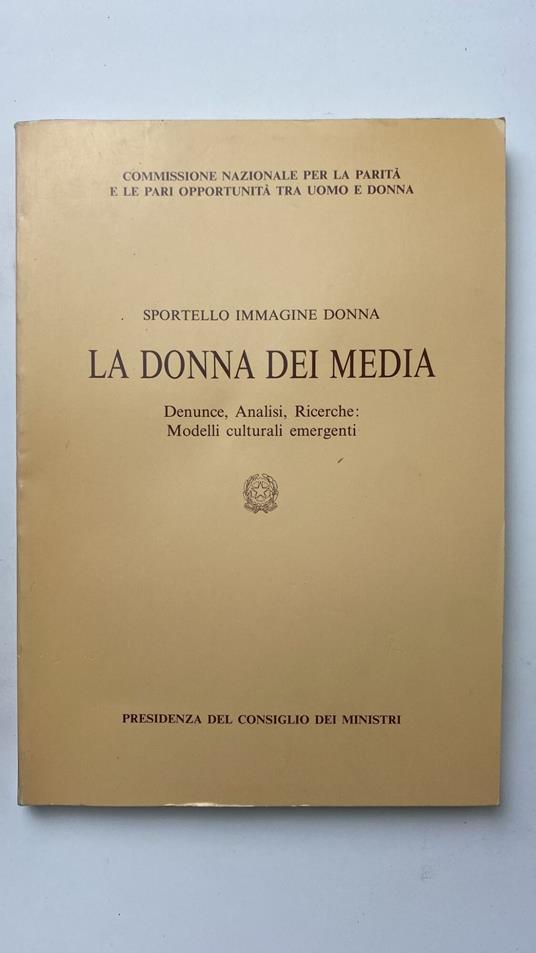 COMMISSIONE NAZIONALE PER LA PARITÀ
E LE PARI OPPORTUNITÀ TRA UOMO E DONNA
SPORTELLO IMMAGINE DONNA
LA DONNA DEI MEDIA
Denunce, Analisi, Ricerche:
Modelli culturali emergenti
PRESIDENZA DEL CONSIGLIO DEI MINISTRI